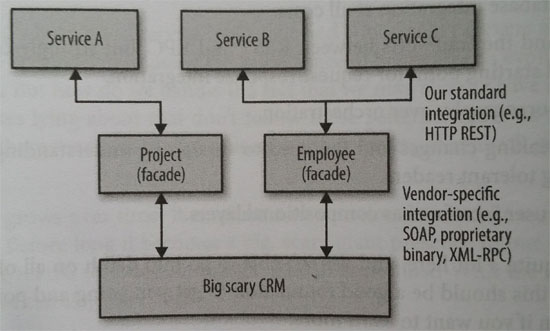 Service A
Service B
Service C
Our standard
integration (e.g.,
HTTP REST)
Project
(facade)
Employee
(facade)
Vendor-specific
integration (e.g.,
SOAP, proprietary
binary, XML-RPC)
Big scary CRM